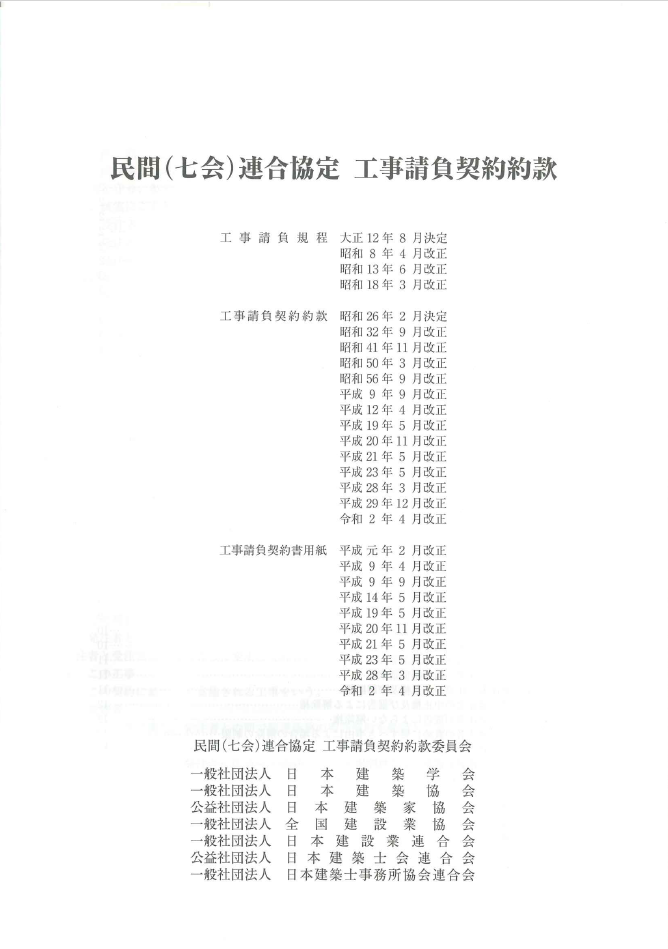 民間(七会)連合協定 工事請負契約約款
工事請負規程 大正12年8月決定
昭和8年4月改正
昭和13年6月改正
昭和18年3月改正
工事請負契約約款 昭和26年2月決定
昭和32年9月改正
昭和41年11月改正
昭和50年3月改正
昭和56年9月改正
平成9年9月改正
平成12年4月改正
平成19年5月改正
平成20年11月改正
平成21年5月改正
平成23年5月改正
平成28年3月改正
平成29年12月改正
令和2年4月改正
工事請負契約書用紙 平成元年2月改正
平成9年4月改正
平成9年9月改正
平成14年5月改正
平成19年5月改正
平成20年11月改正
平成21年5月改正
平成23年5月改正
平成28年3月改正
令和2年4月改正
民間(七会)連合協定 工事請負契約約款委員会
一般社団法人 日本建築学会
一般社団法人 日本建築協会
公益社団法人 日本建築家協会
一般社団法人 全国建設業協会
一般社団法人 日本建設業連合会
公益社団法人 日本建築士会連合会
一般社団法人 日本建築士事務所協会連合会